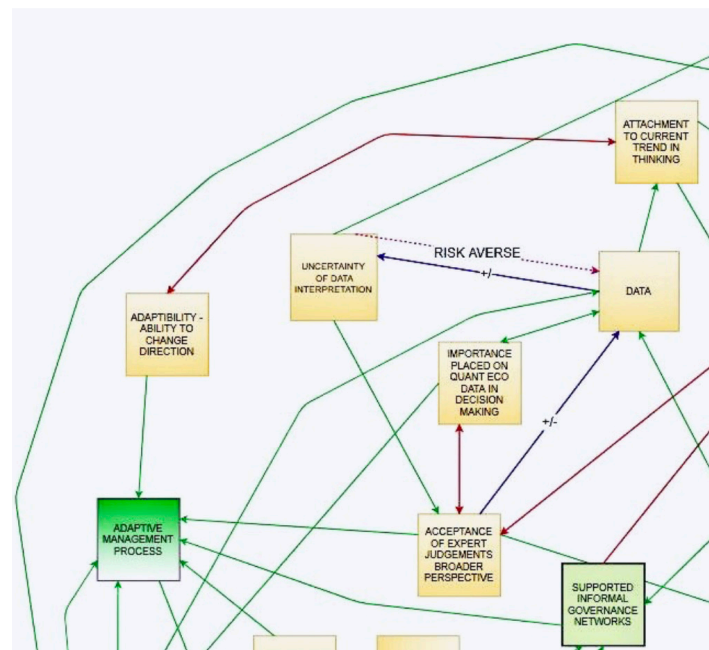 ATTACHMENT
TO CURRENT
TREND IN
THINKING
RISK AVERSE
+/-
UNCERTAINTY
OF DATA
INTERPRETATION
DATA
ADAPTIBILITY -
ABILITY TO
CHANGE
DIRECTION
IMPORTANCE
PLACED ON
QUANT ECO
DATA IN
DECISION
MAKING
+/-
ADAPTIVE
MANAGEMENT
PROCESS
ACCEPTANCE
OF EXPERT
JUDGEMENTS
BROADER
PERSPECTIVE
SUPPORTED
INFORMAL
GOVERNANCE
NETWORKS